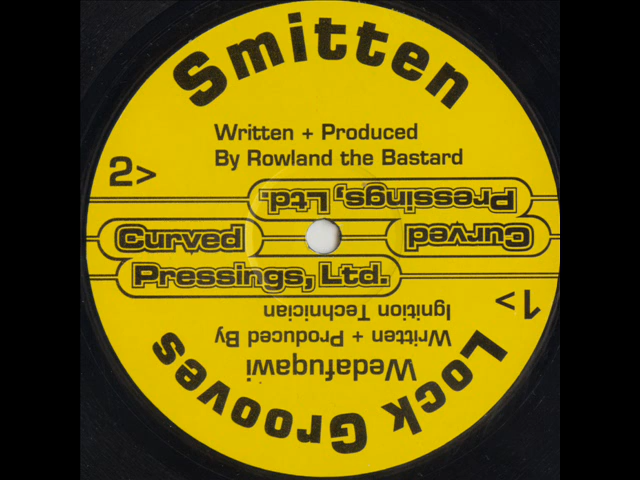 Smitten
Written + Produced
By Rowland the Bastard
2>
Pressings, Ltd.
Curved
Curved
Pressings, Ltd.
1>
Ignition Technician
Written + Produced By
Wedafuqawi
Lock Grooves